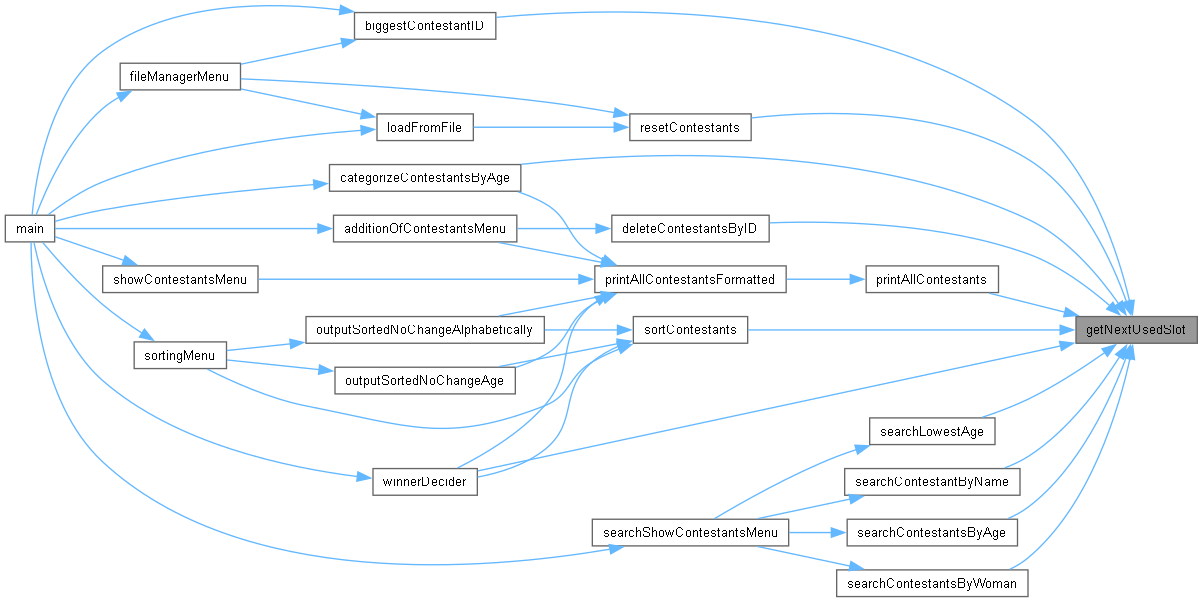 biggestContestantID
fileManagerMenu
loadFromFile
resetContestants
categorizeContestantsByAge
main
additionOfContestantsMenu
deleteContestantsByID
showContestantsMenu
printAllContestantsFormatted
printAllContestants
outputSortedNoChangeAlphabetically
sortContestants
getNextUsedSlot
sortingMenu
outputSortedNoChangeAge
searchLowestAge
winnerDecider
searchContestantByName
searchShowContestantsMenu
searchContestantsByAge
searchContestantsByWoman